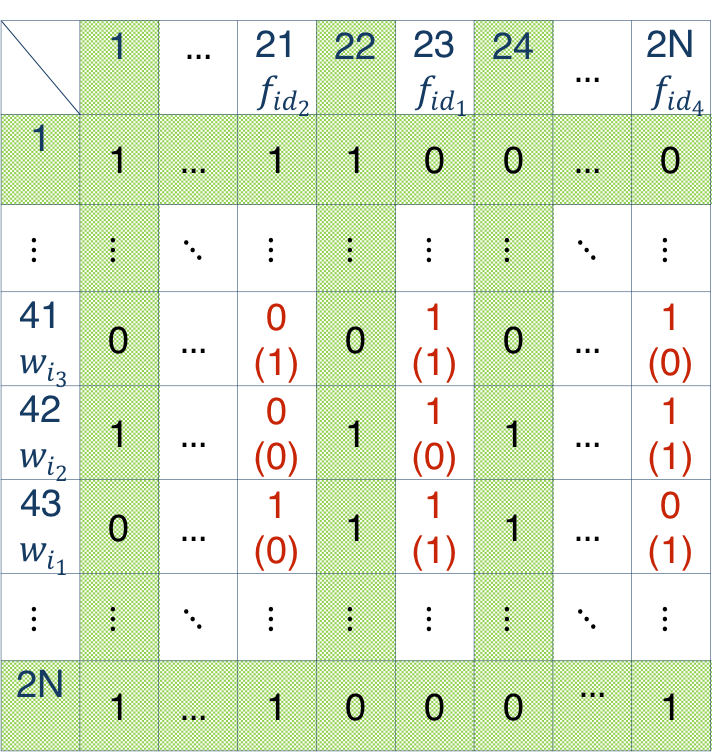 1 ... 21 22 23 24 ... 2N
f_{id_2} f_{id_1} f_{id_4}
1 1 ... 1 1 0 0 ... 0
⋮ ⋮ ⋱ ⋮ ⋮ ⋮ ⋮ ⋱ ⋮
41 0 1 1
0 ... 0 0 ... 
w_{i_3} (1) (1) (0)
42 0 1 1
1 ... 1 1 ...
w_{i_2} (0) (0) (1)
43 1 1 0
0 ... 1 1 ...
w_{i_1} (0) (1) (1)
⋮ ⋮ ⋱ ⋮ ⋮ ⋮ ⋮ ⋱ ⋮
2N 1 ... 1 0 0 0 ... 1